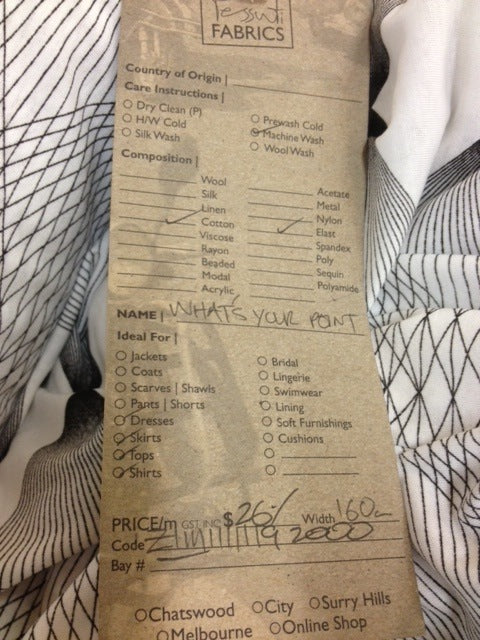 Tessuti
FABRICS
Country of Origin |
Care Instructions |
Dry Clean (P)
H/W Cold
Silk Wash
Prewash Cold
Machine Wash
Wool Wash
Composition |
Wool
Silk
Linen
Cotton
Viscose
Rayon
Beaded
Modal
Acrylic
Acetate
Metal
Nylon
Elast
Spandex
Poly
Sequin
Polyamide
NAME | WHAT'S YOUR POINT
Ideal For |
Jackets
Coats
Scarves | Shawls
Pants | Shorts
Dresses
Skirts
Tops
Shirts
Bridal
Lingerie
Swimwear
Lining
Soft Furnishings
Cushions
PRICE/m GST INC $26/ Width 160c
Code
Bay #
Chatswood City Surry Hills
Melbourne Online Shop